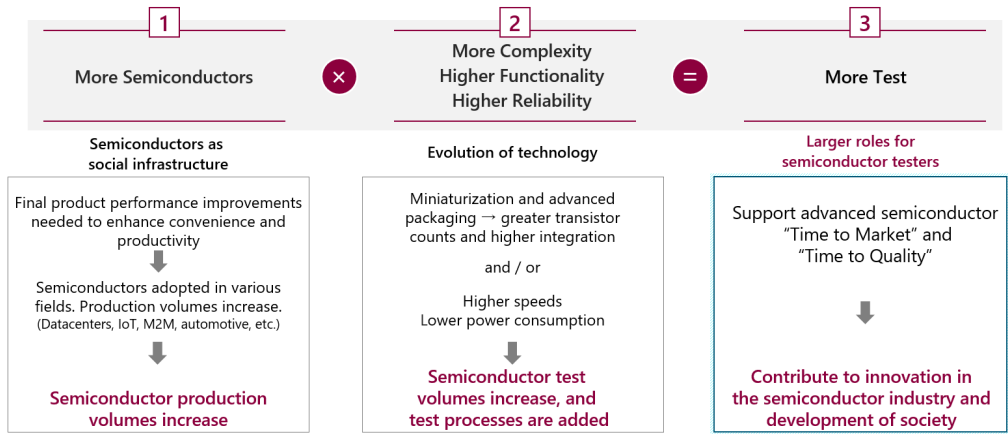 1
More Semiconductors
×
2
More Complexity
Higher Functionality
Higher Reliability
=
3
More Test
Semiconductors as
social infrastructure
Final product performance improvements
needed to enhance convenience and
productivity
Semiconductors adopted in various
fields. Production volumes increase.
(Datacenters, IoT, M2M, automotive, etc.)
Semiconductor production
volumes increase
Evolution of technology
Miniaturization and advanced
packaging → greater transistor
counts and higher integration
and / or
Higher speeds
Lower power consumption
Semiconductor test
volumes increase, and
test processes are added
Larger roles for
semiconductor testers
Support advanced semiconductor
“Time to Market” and
“Time to Quality”
Contribute to innovation in
the semiconductor industry and
development of society